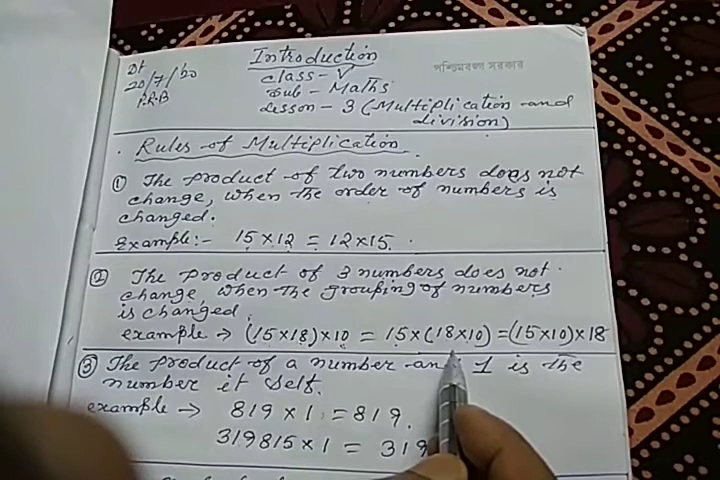 Introduction
পশ্চিমবঙ্গ সরকার
Dt
20/7/20
P.R.B
class - V
Sub - Maths
Lesson - 3 (Multiplication and
division)
Rules of Multiplication
① The product of two numbers does not
change, when the order of numbers is
changed.
Example:- 15×12 = 12×15.
② The product of 3 numbers does not
change, when the grouping of numbers
is changed.
example → (15×18)×10 = 15×(18×10) = (15×10)×18
③ The product of a number and 1 is the
number it self.
example → 819 × 1 = 819.
319815 × 1 = 319